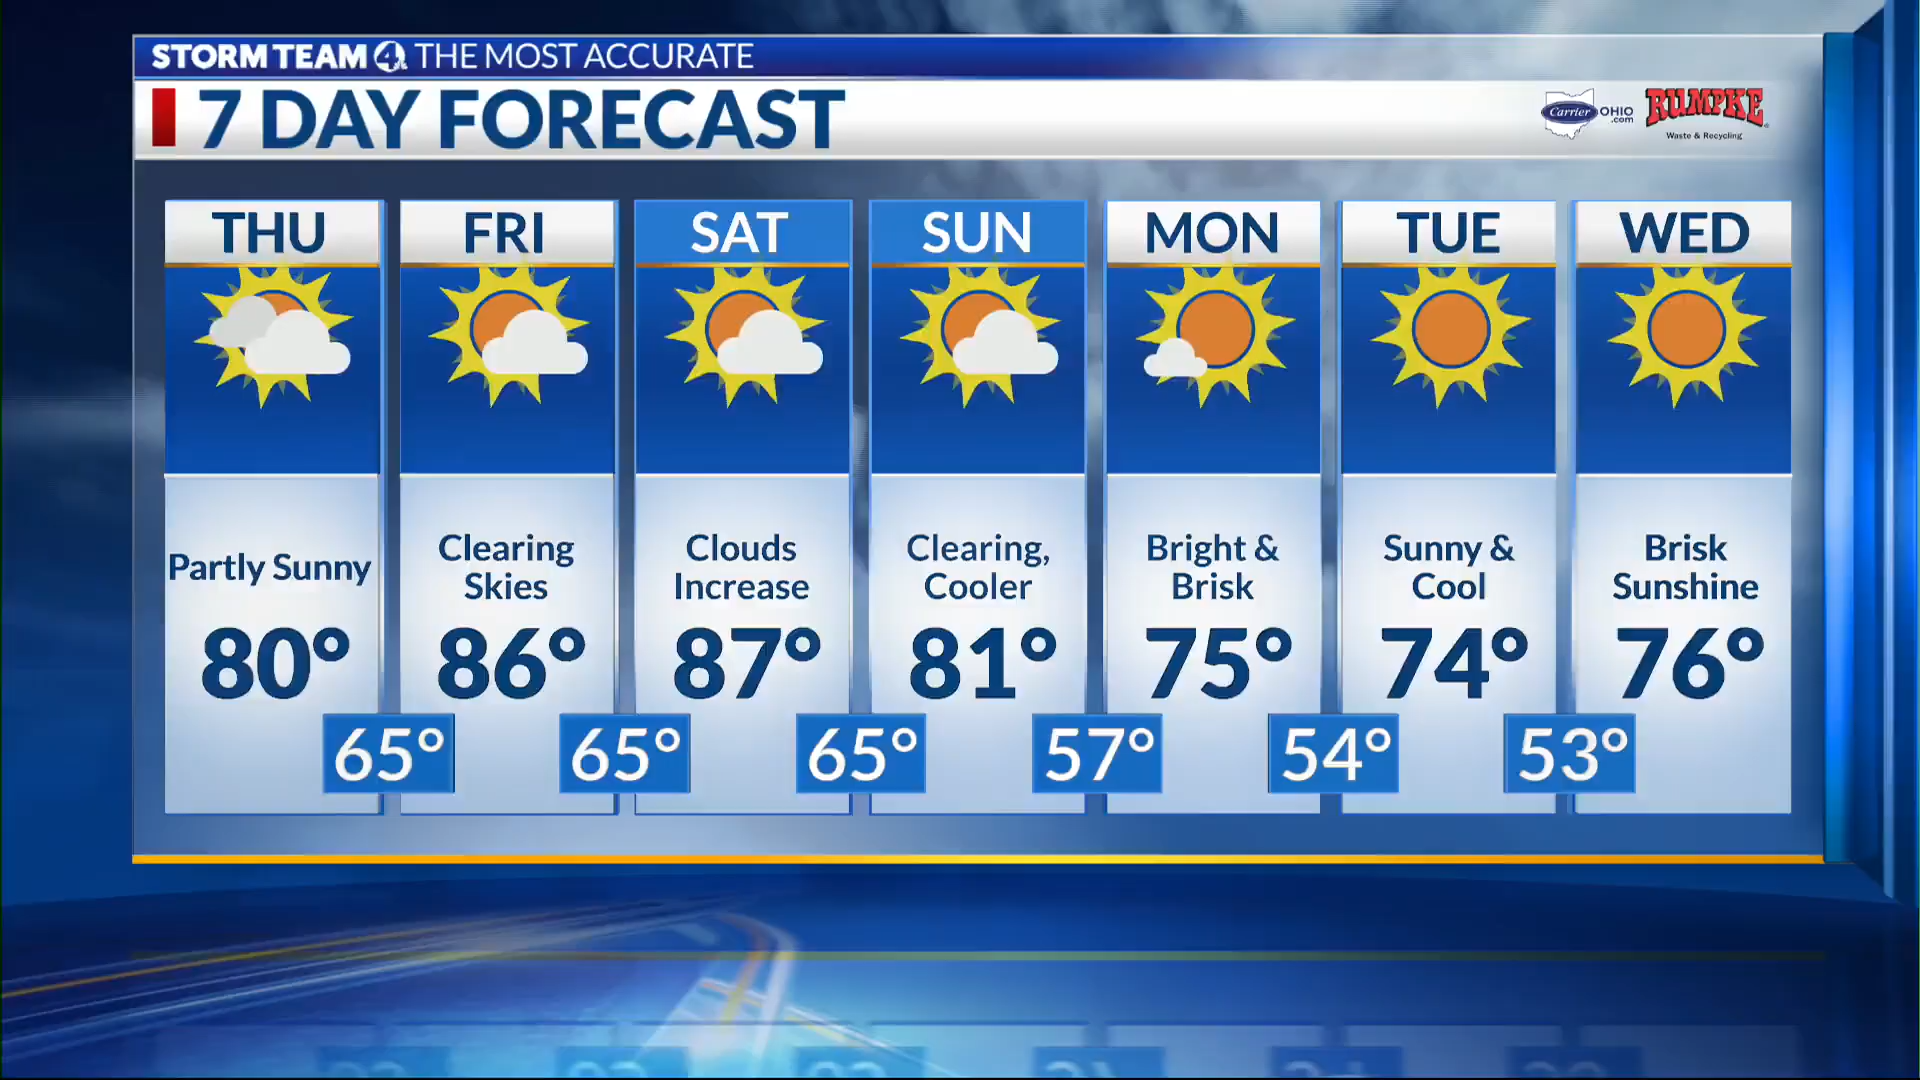 STORM TEAM 4 THE MOST ACCURATE
7 DAY FORECAST
Carrier OHIO
.com
RUMPKE
Waste & Recycling
THU FRI SAT SUN MON TUE WED
Partly Sunny
Clearing
Skies
Clouds
Increase
Clearing,
Cooler
Bright &
Brisk
Sunny &
Cool
Brisk
Sunshine
80° 86° 87° 81° 75° 74° 76°
65° 65° 65° 57° 54° 53°